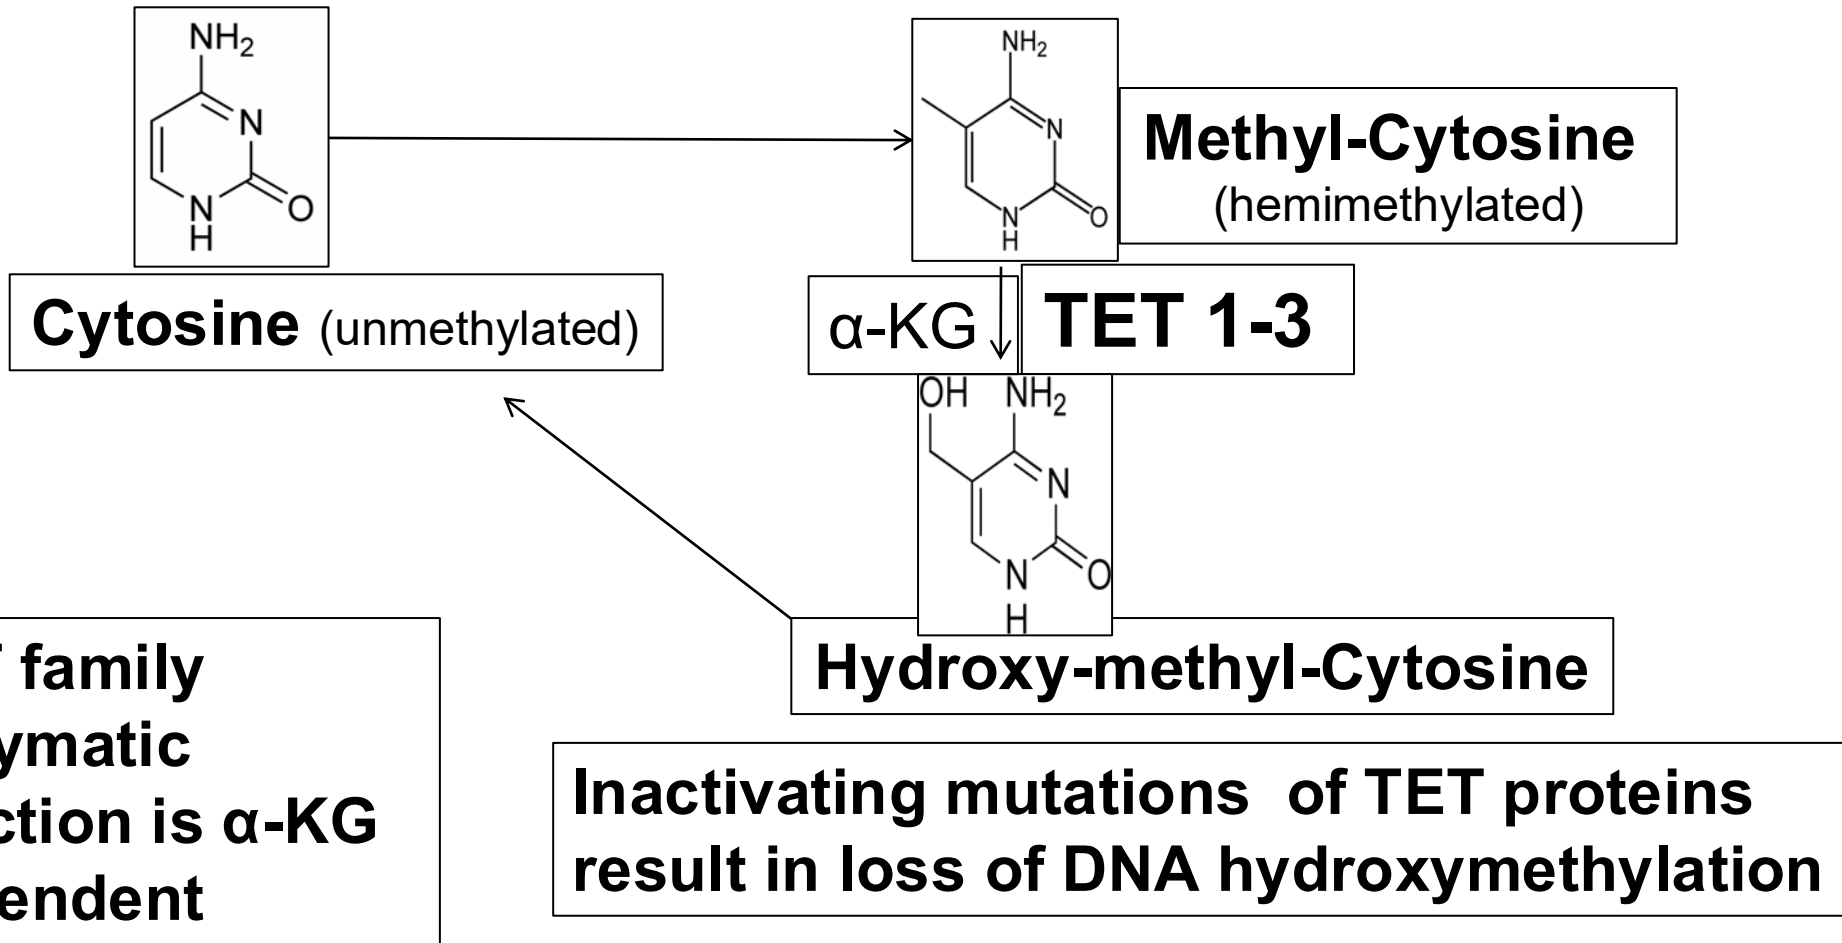 NH2
N
N
H
O
NH2
N
N
H
O
Methyl-Cytosine
(hemimethylated)
Cytosine (unmethylated)
α-KG
TET 1-3
OH NH2
N
N
H
O
Hydroxy-methyl-Cytosine
family
ymatic
ction is α-KG
endent
Inactivating mutations of TET proteins
result in loss of DNA hydroxymethylation